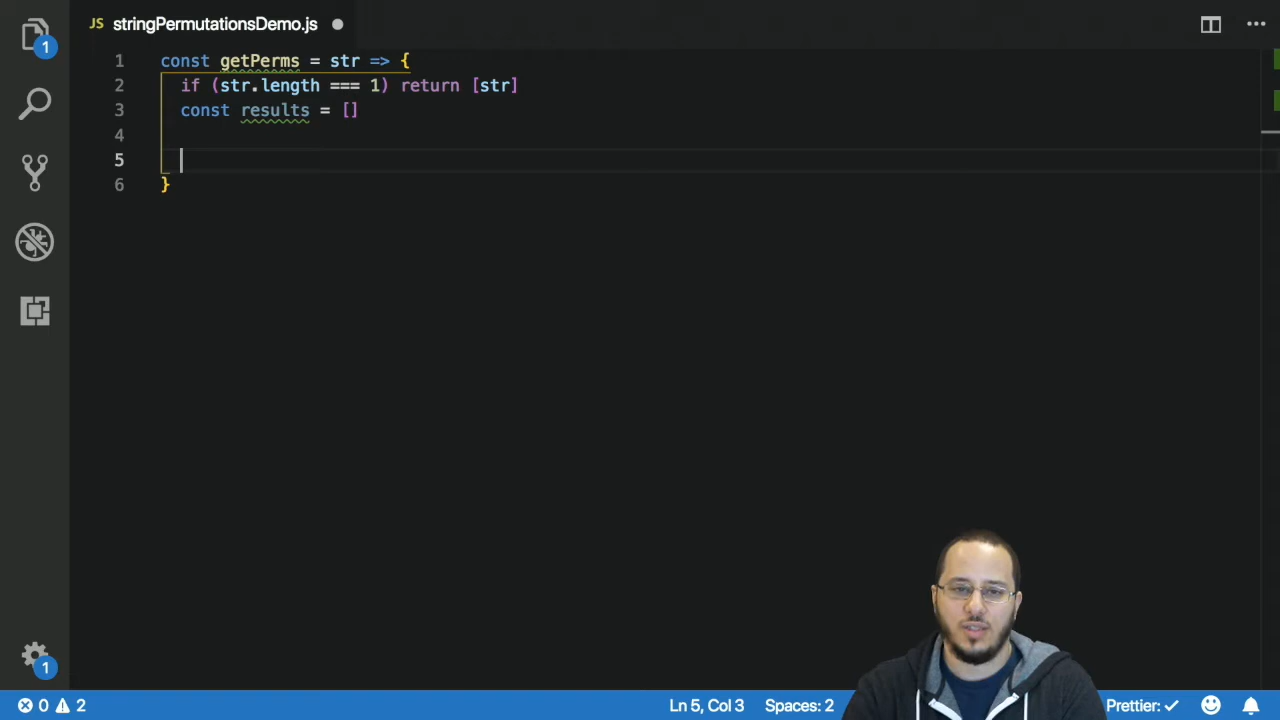 1
JS stringPermutationsDemo.js
1 const getPerms = str => {
2 if (str.length === 1) return [str]
3 const results = []
4
5
6 }
1
0 2 Ln 5, Col 3 Spaces: 2 Prettier: